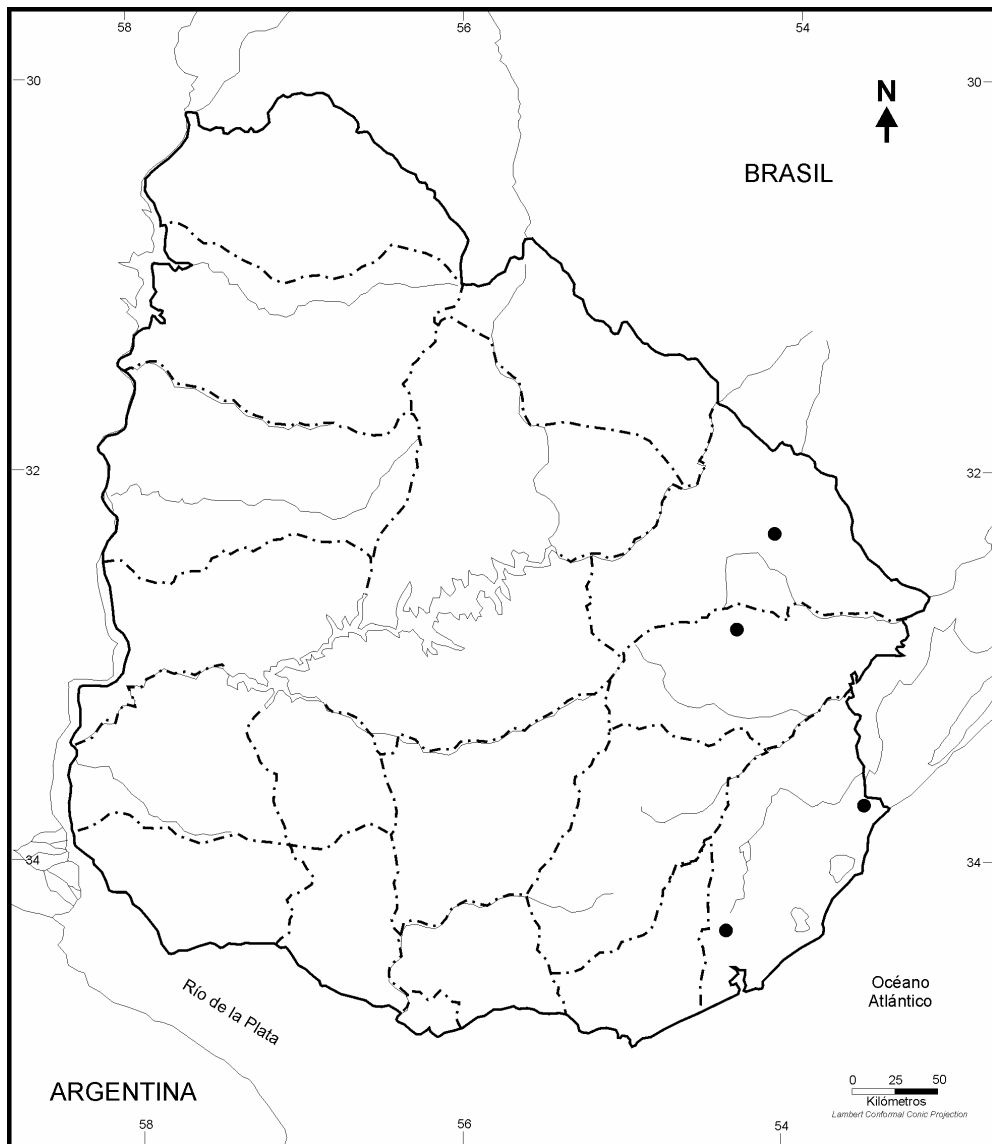 58
56
54
30
30
N
BRASIL
32
32
34
34
Océano
Atlántico
Río de la Plata
ARGENTINA
0 25 50
Kilómetros
Lambert Conformal Conic Projection
58
56
54